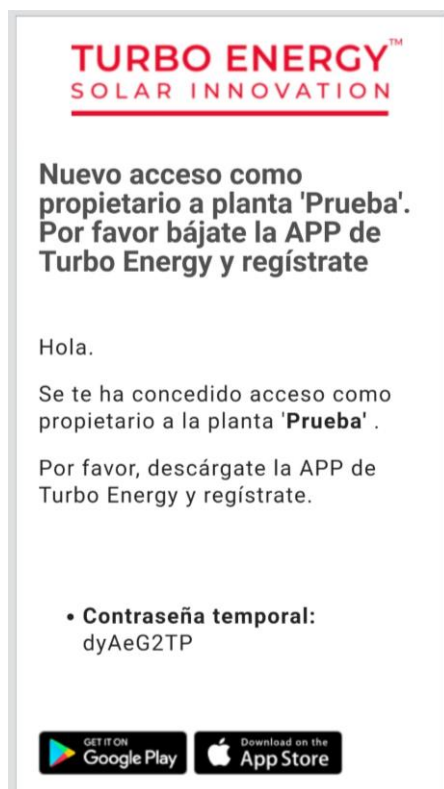 TURBO ENERGY™
SOLAR INNOVATION
Nuevo acceso como
propietario a planta 'Prueba'.
Por favor bájate la APP de
Turbo Energy y regístrate
Hola.
Se te ha concedido acceso como
propietario a la planta 'Prueba' .
Por favor, descárgate la APP de
Turbo Energy y regístrate.
• Contraseña temporal:
dyAeG2TP
GET IT ON
Google Play
Download on the
App Store